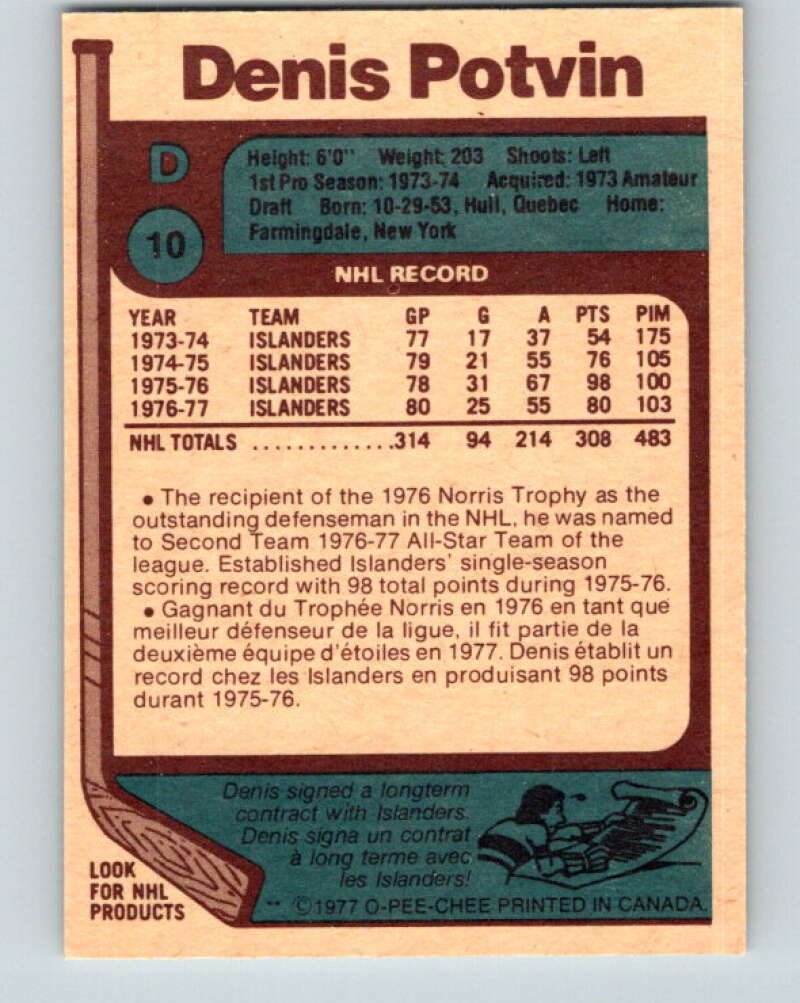 Denis Potvin
D
10
Height: 6'0" Weight: 203 Shoots: Left
1st Pro Season: 1973-74 Acquired: 1973 Amateur
Draft Born: 10-29-53, Hull, Quebec Home:
Farmingdale, New York
NHL RECORD
YEAR TEAM GP G A PTS PIM
1973-74 ISLANDERS 77 17 37 54 175
1974-75 ISLANDERS 79 21 55 76 105
1975-76 ISLANDERS 78 31 67 98 100
1976-77 ISLANDERS 80 25 55 80 103
NHL TOTALS .............314 94 214 308 483
• The recipient of the 1976 Norris Trophy as the
outstanding defenseman in the NHL, he was named
to Second Team 1976-77 All-Star Team of the
league. Established Islanders' single-season
scoring record with 98 total points during 1975-76.
• Gagnant du Trophée Norris en 1976 en tant que
meilleur défenseur de la ligue, il fit partie de la
deuxième équipe d'étoiles en 1977. Denis établit un
record chez les Islanders en produisant 98 points
durant 1975-76.
Denis signed a longterm
contract with Islanders.
Denis signa un contrat
à long terme avec
les Islanders!
LOOK
FOR NHL
PRODUCTS
** ©1977 O-PEE-CHEE PRINTED IN CANADA.